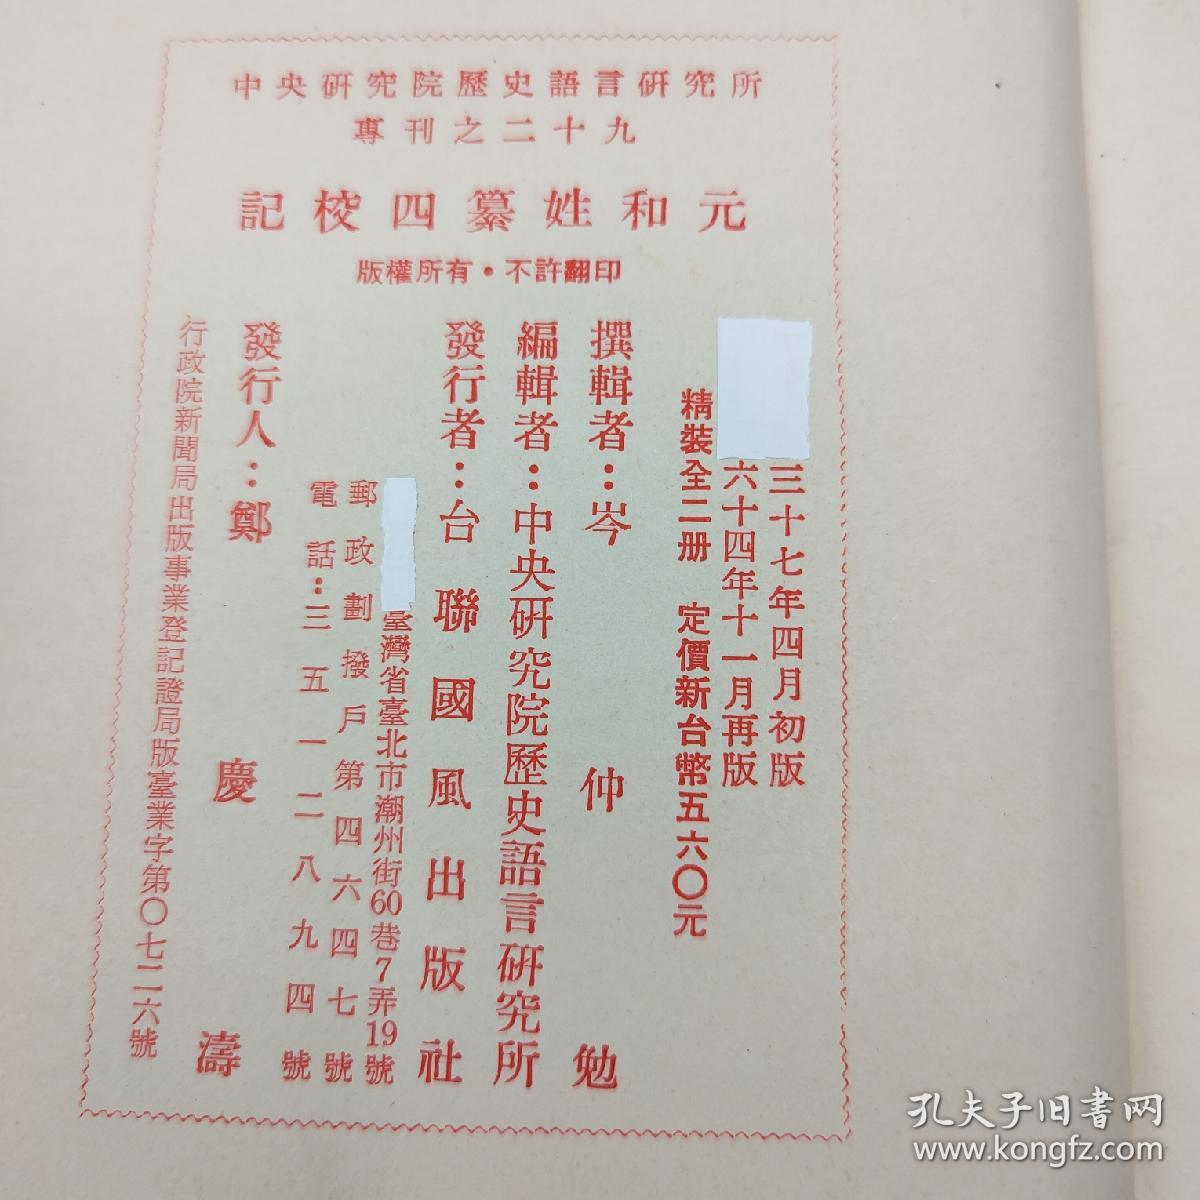 中央研究院歷史語言研究所
專刊之二十九
元和姓纂四校記
版權所有・不許翻印
三十七年四月初版
六十四年十一月再版
精裝全二册 定價新台幣五六〇元
撰輯者：岑仲勉
編輯者：中央研究院歷史語言研究所
發行者：台聯國風出版社
臺灣省臺北市潮州街60巷7弄19號
郵政劃撥戶第四六四七號
電話：三五一二八九四號
發行人：鄭慶濤
行政院新聞局出版事業登記證局版臺業字第〇七二六號
孔夫子旧书网
www.kongfz.com